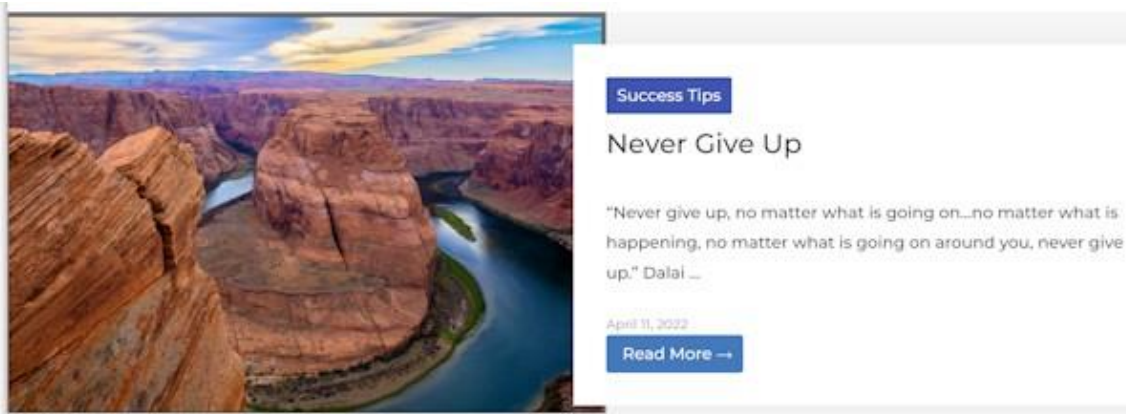 Success Tips
Never Give Up
“Never give up, no matter what is going on...no matter what is
happening, no matter what is going on around you, never give
up.” Dalai ...
April 11, 2022
Read More →